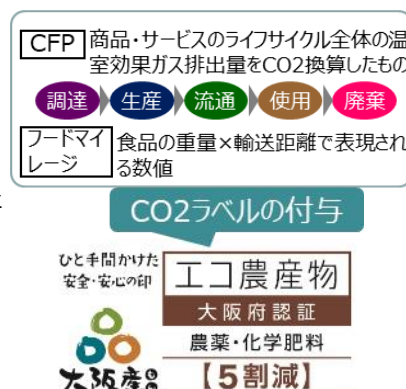 CFP
商品・サービスのライフサイクル全体の温
室効果ガス排出量をCO2換算したもの
調達 生産 流通 使用 廃棄
フードマイ
レージ
食品の重量×輸送距離で表現され
る数値
CO2ラベルの付与
ひと手間かけた
安全・安心の印
エコ農産物
大阪府認証
農薬・化学肥料
【5割減】
大阪産